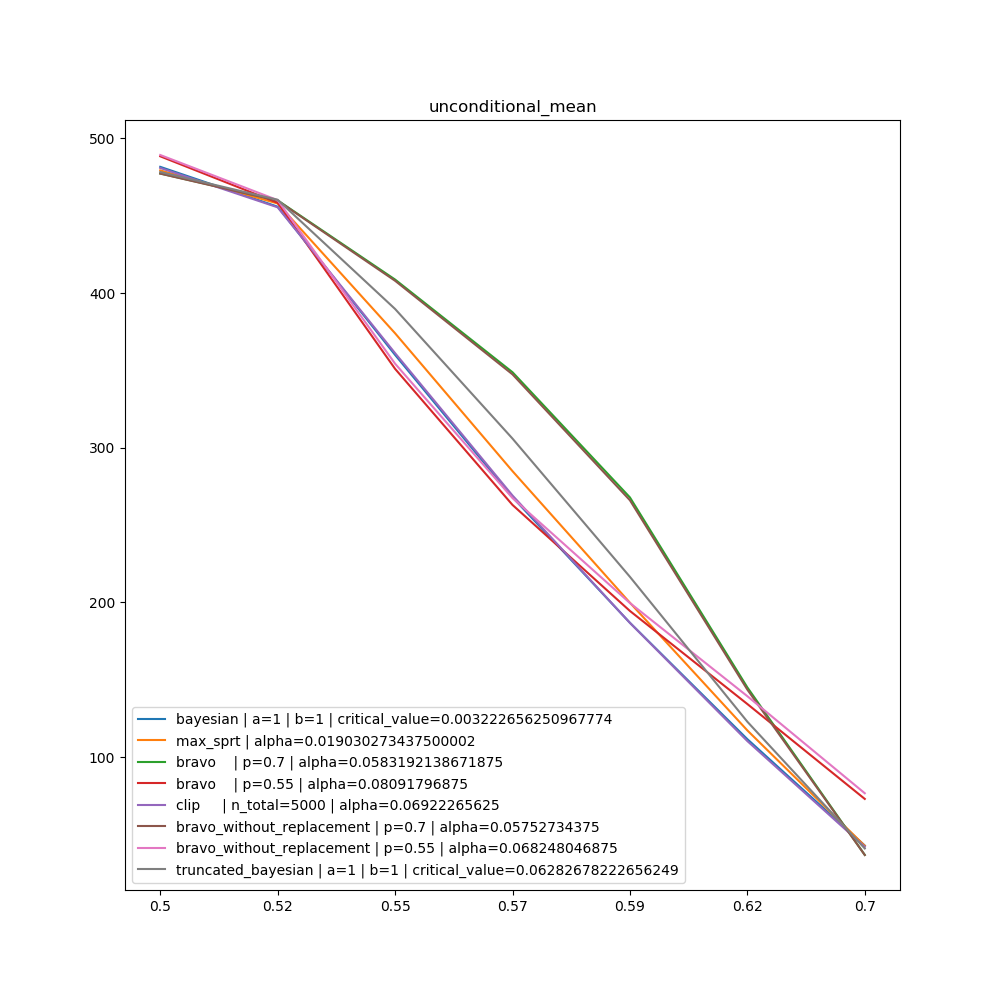 unconditional_mean
500
400
300
200
100
bayesian | a=1 | b=1 | critical_value=0.003222656250967774
max_sprt | alpha=0.019030273437500002
bravo    | p=0.7 | alpha=0.0583192138671875
bravo    | p=0.55 | alpha=0.08091796875
clip     | n_total=5000 | alpha=0.06922265625
bravo_without_replacement | p=0.7 | alpha=0.05752734375
bravo_without_replacement | p=0.55 | alpha=0.068248046875
truncated_bayesian | a=1 | b=1 | critical_value=0.06282678222656249
0.5 0.52 0.55 0.57 0.59 0.62 0.7